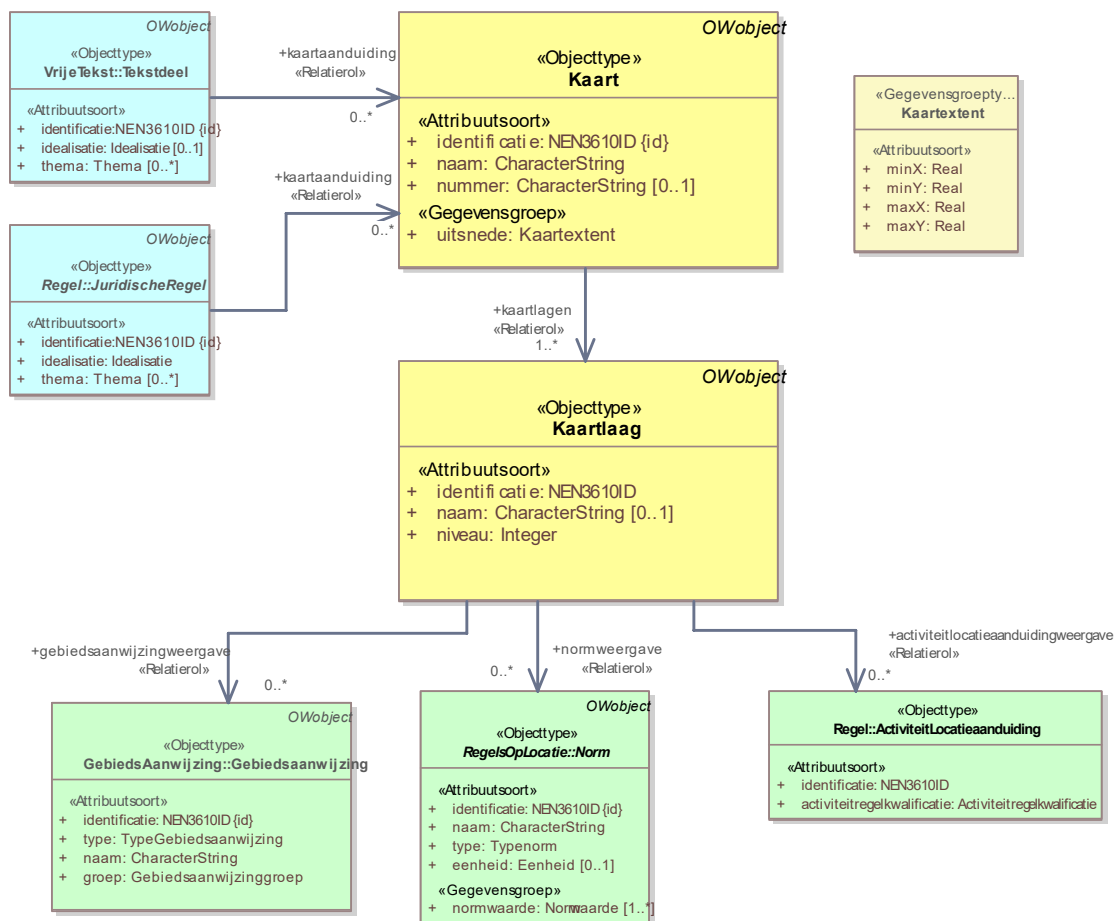 OWobject
«Objecttype»
VrijeTekst::Tekstdeel
«Attribuutsoort»
+ identificatie:NEN3610ID {id}
+ idealisatie: Idealisatie [0..1]
+ thema: Thema [0..*]
+kaartaanduiding
«Relatierol»
0..*
OWobject
«Objecttype»
Kaart
«Attribuutsoort»
+ identificatie: NEN3610ID {id}
+ naam: CharacterString
+ nummer: CharacterString [0..1]
«Gegevensgroep»
+ uitsnede: Kaartextent
«Gegevensgroepty...
Kaartextent
«Attribuutsoort»
+ minX: Real
+ minY: Real
+ maxX: Real
+ maxY: Real
+kaartaanduiding
«Relatierol»
0..*
OWobject
«Objecttype»
Regel::JuridischeRegel
«Attribuutsoort»
+ identificatie:NEN3610ID {id}
+ idealisatie: Idealisatie
+ thema: Thema [0..*]
+kaartlagen
«Relatierol»
1..*
OWobject
«Objecttype»
Kaartlaag
«Attribuutsoort»
+ identificatie: NEN3610ID
+ naam: CharacterString [0..1]
+ niveau: Integer
+gebiedsaanwijzingweergave
«Relatierol»
0..*
+normweergave
«Relatierol»
0..*
+activiteitlocatieaanduidingweergave
«Relatierol»
0..*
OWobject
«Objecttype»
GebiedsAanwijzing::Gebiedsaanwijzing
«Attribuutsoort»
+ identificatie: NEN3610ID {id}
+ type: TypeGebiedsaanwijzing
+ naam: CharacterString
+ groep: Gebiedsaanwijzinggroep
OWobject
«Objecttype»
RegelsOpLocatie::Norm
«Attribuutsoort»
+ identificatie: NEN3610ID {id}
+ naam: CharacterString
+ type: Typenorm
+ eenheid: Eenheid [0..1]
«Gegevensgroep»
+ normwaarde: Normwaarde [1..*]
«Objecttype»
Regel::ActiviteitLocatieaanduiding
«Attribuutsoort»
+ identificatie: NEN3610ID
+ activiteitregelkwalificatie: Activiteitregelkwalificatie